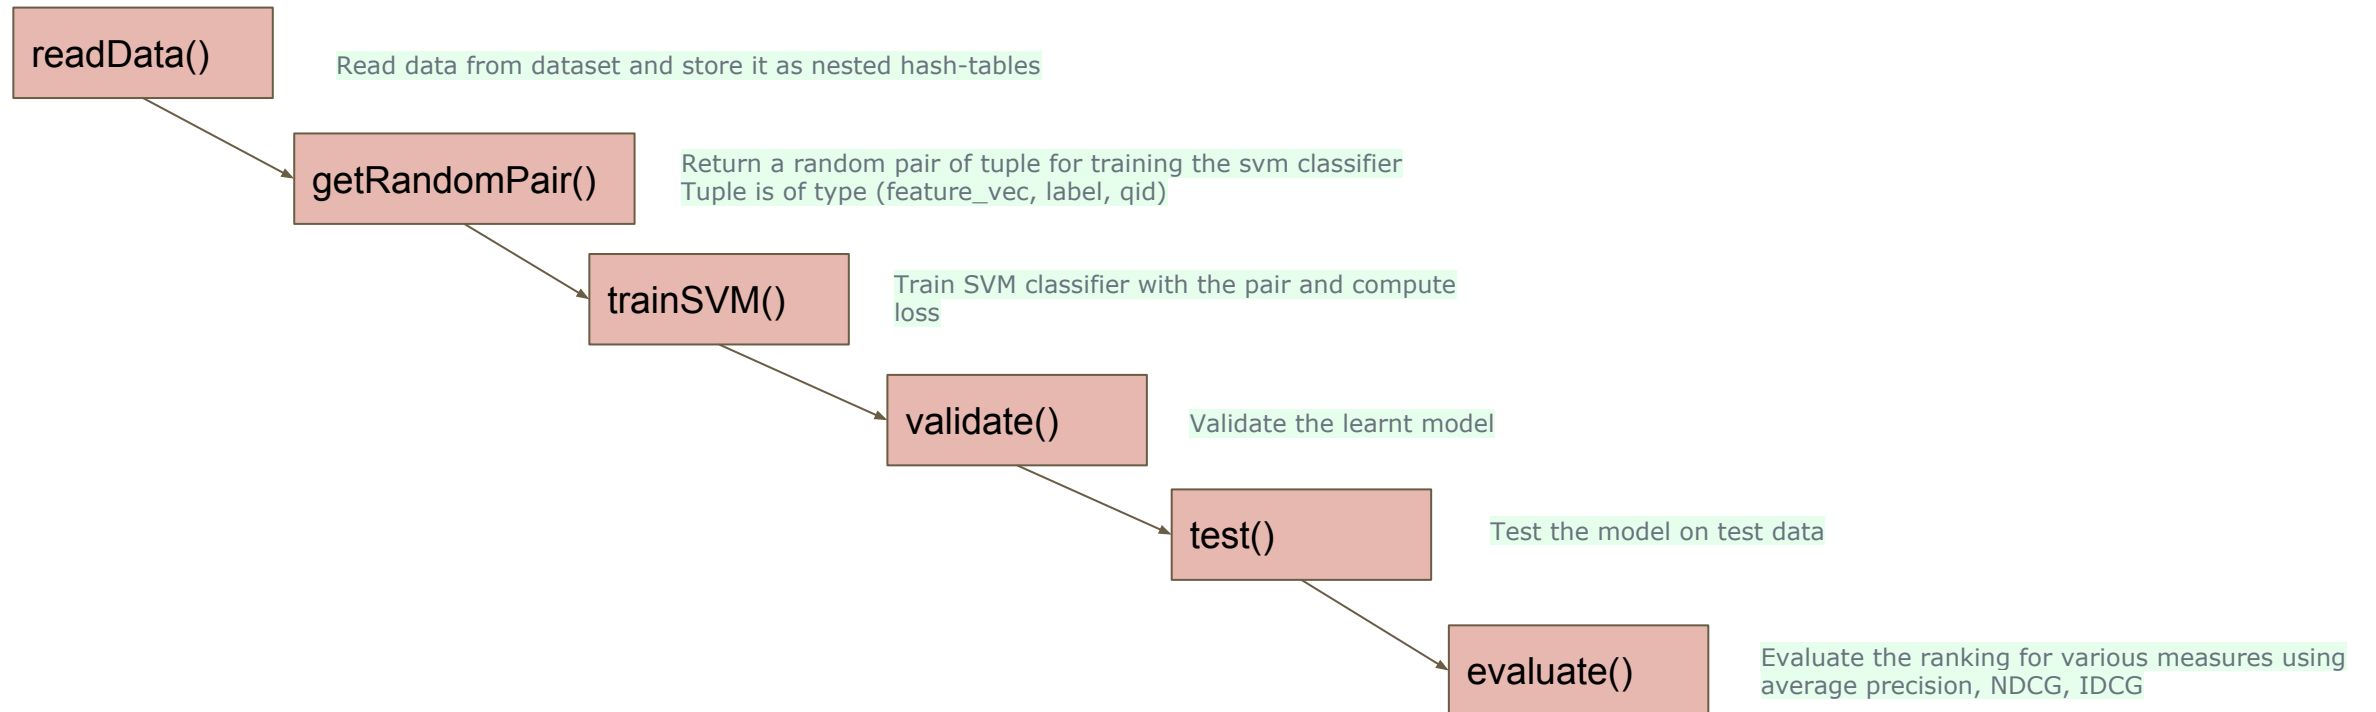 readData()
Read data from dataset and store it as nested hash-tables
getRandomPair()
Return a random pair of tuple for training the svm classifier
Tuple is of type (feature_vec, label, qid)
trainSVM()
Train SVM classifier with the pair and compute
loss
validate()
Validate the learnt model
test()
Test the model on test data
evaluate()
Evaluate the ranking for various measures using
average precision, NDCG, IDCG